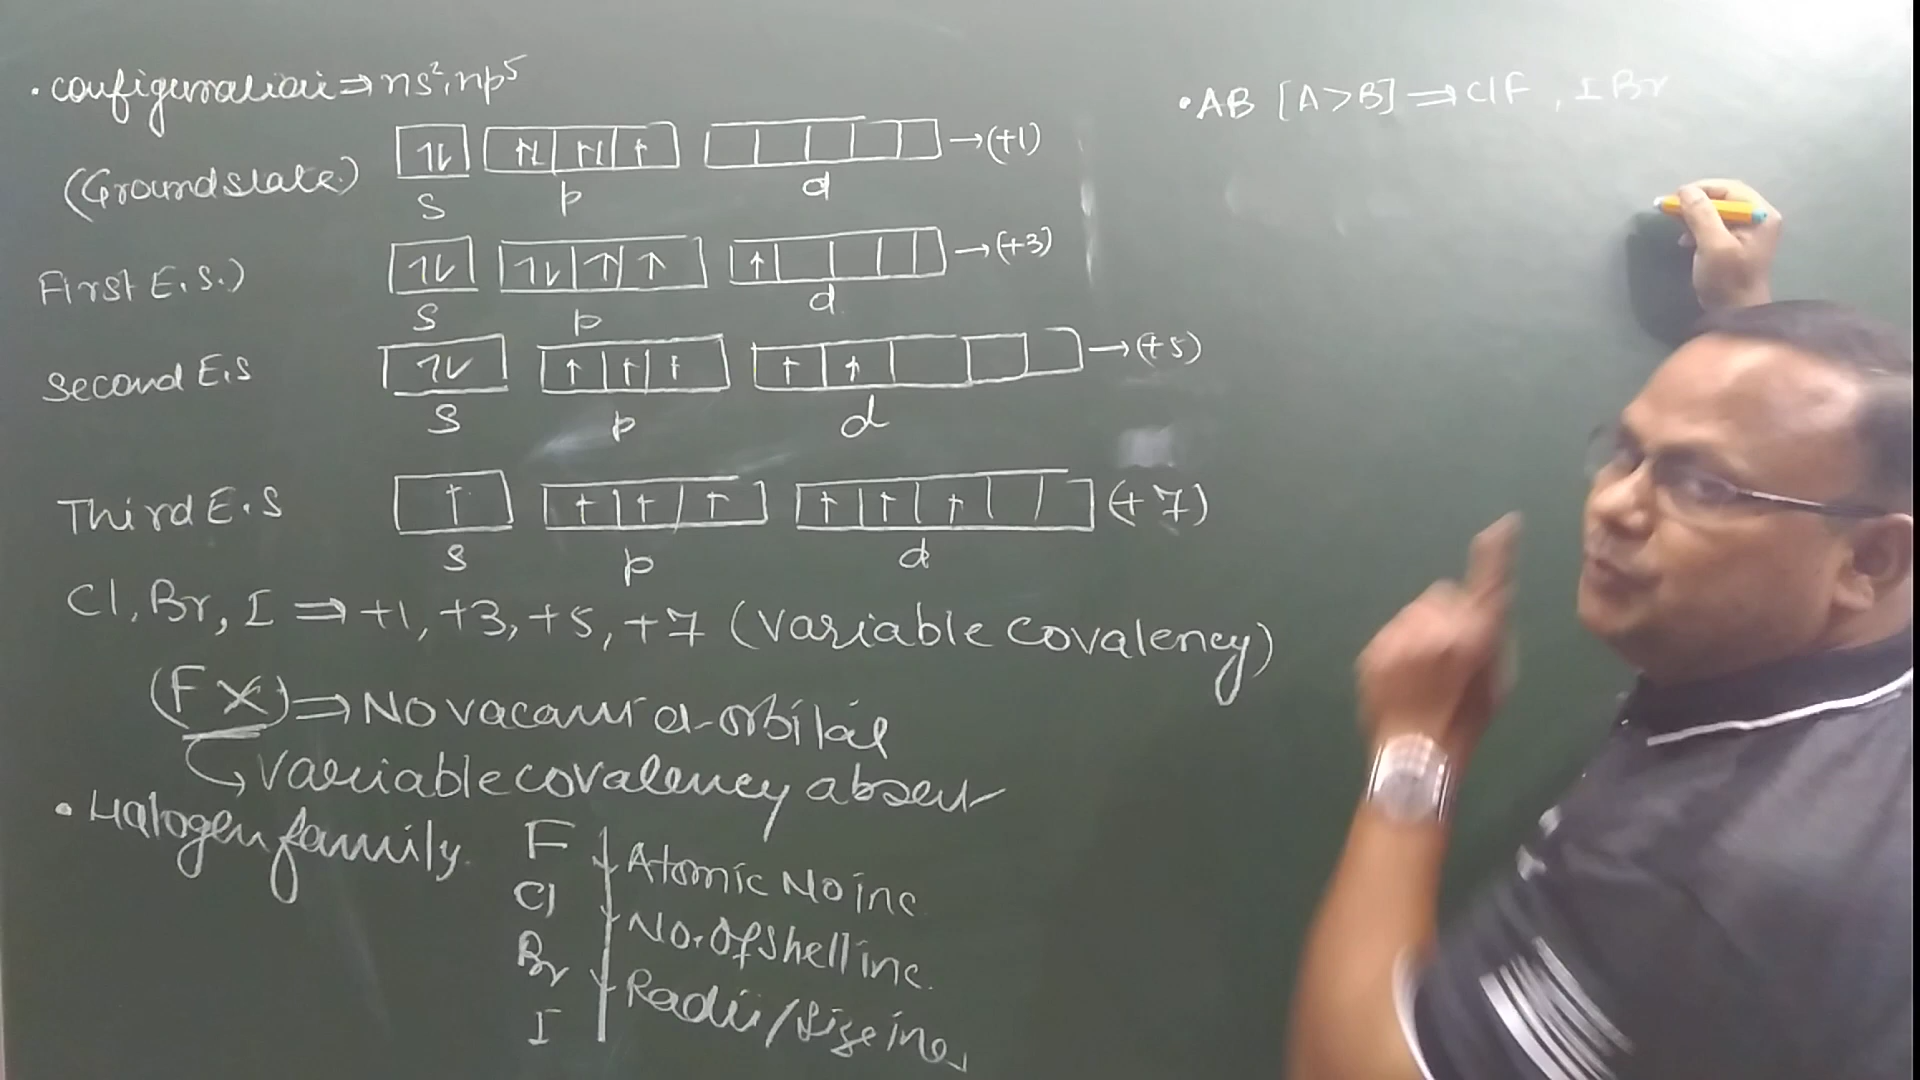 • configuration ⇒ ns², np⁵
(Ground state) ⥮ ⥮ ⥮ ↑ → (+1)
s p d
First E.S.) ⥮ ⥮ ↑ ↑ ↑ → (+3)
s p d
Second E.S ⥮ ↑ ↑ ↑ ↑ ↑ → (+5)
s p d
Third E.S ↑ ↑ ↑ ↑ ↑ ↑ ↑ (+7)
s p d
Cl, Br, I ⇒ +1, +3, +5, +7 (variable covalency)
(F×) ⇒ No vacant d-orbital
↳ variable covalency absent
• Halogen family.
F
Cl
Br
I
Atomic No inc.
No. Of shell inc.
Radii/Size inc.
• AB [A>B] ⇒ ClF, IBr